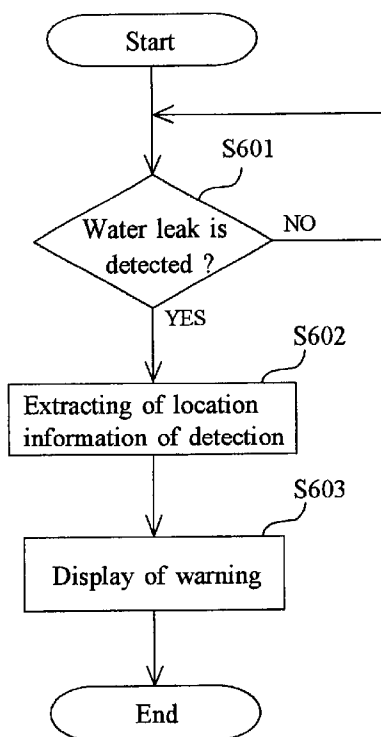 Start
S601
Water leak is
detected ?
NO
YES
S602
Extracting of location
information of detection
S603
Display of warning
End